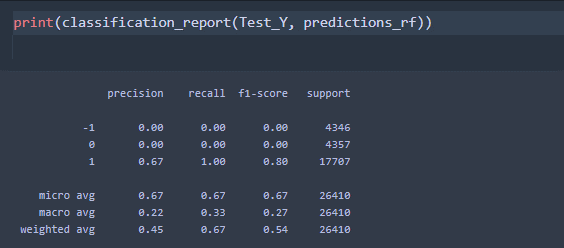 print(classification_report(Test_Y, predictions_rf))
precision recall f1-score support
-1 0.00 0.00 0.00 4346
0 0.00 0.00 0.00 4357
1 0.67 1.00 0.80 17707
micro avg 0.67 0.67 0.67 26410
macro avg 0.22 0.33 0.27 26410
weighted avg 0.45 0.67 0.54 26410